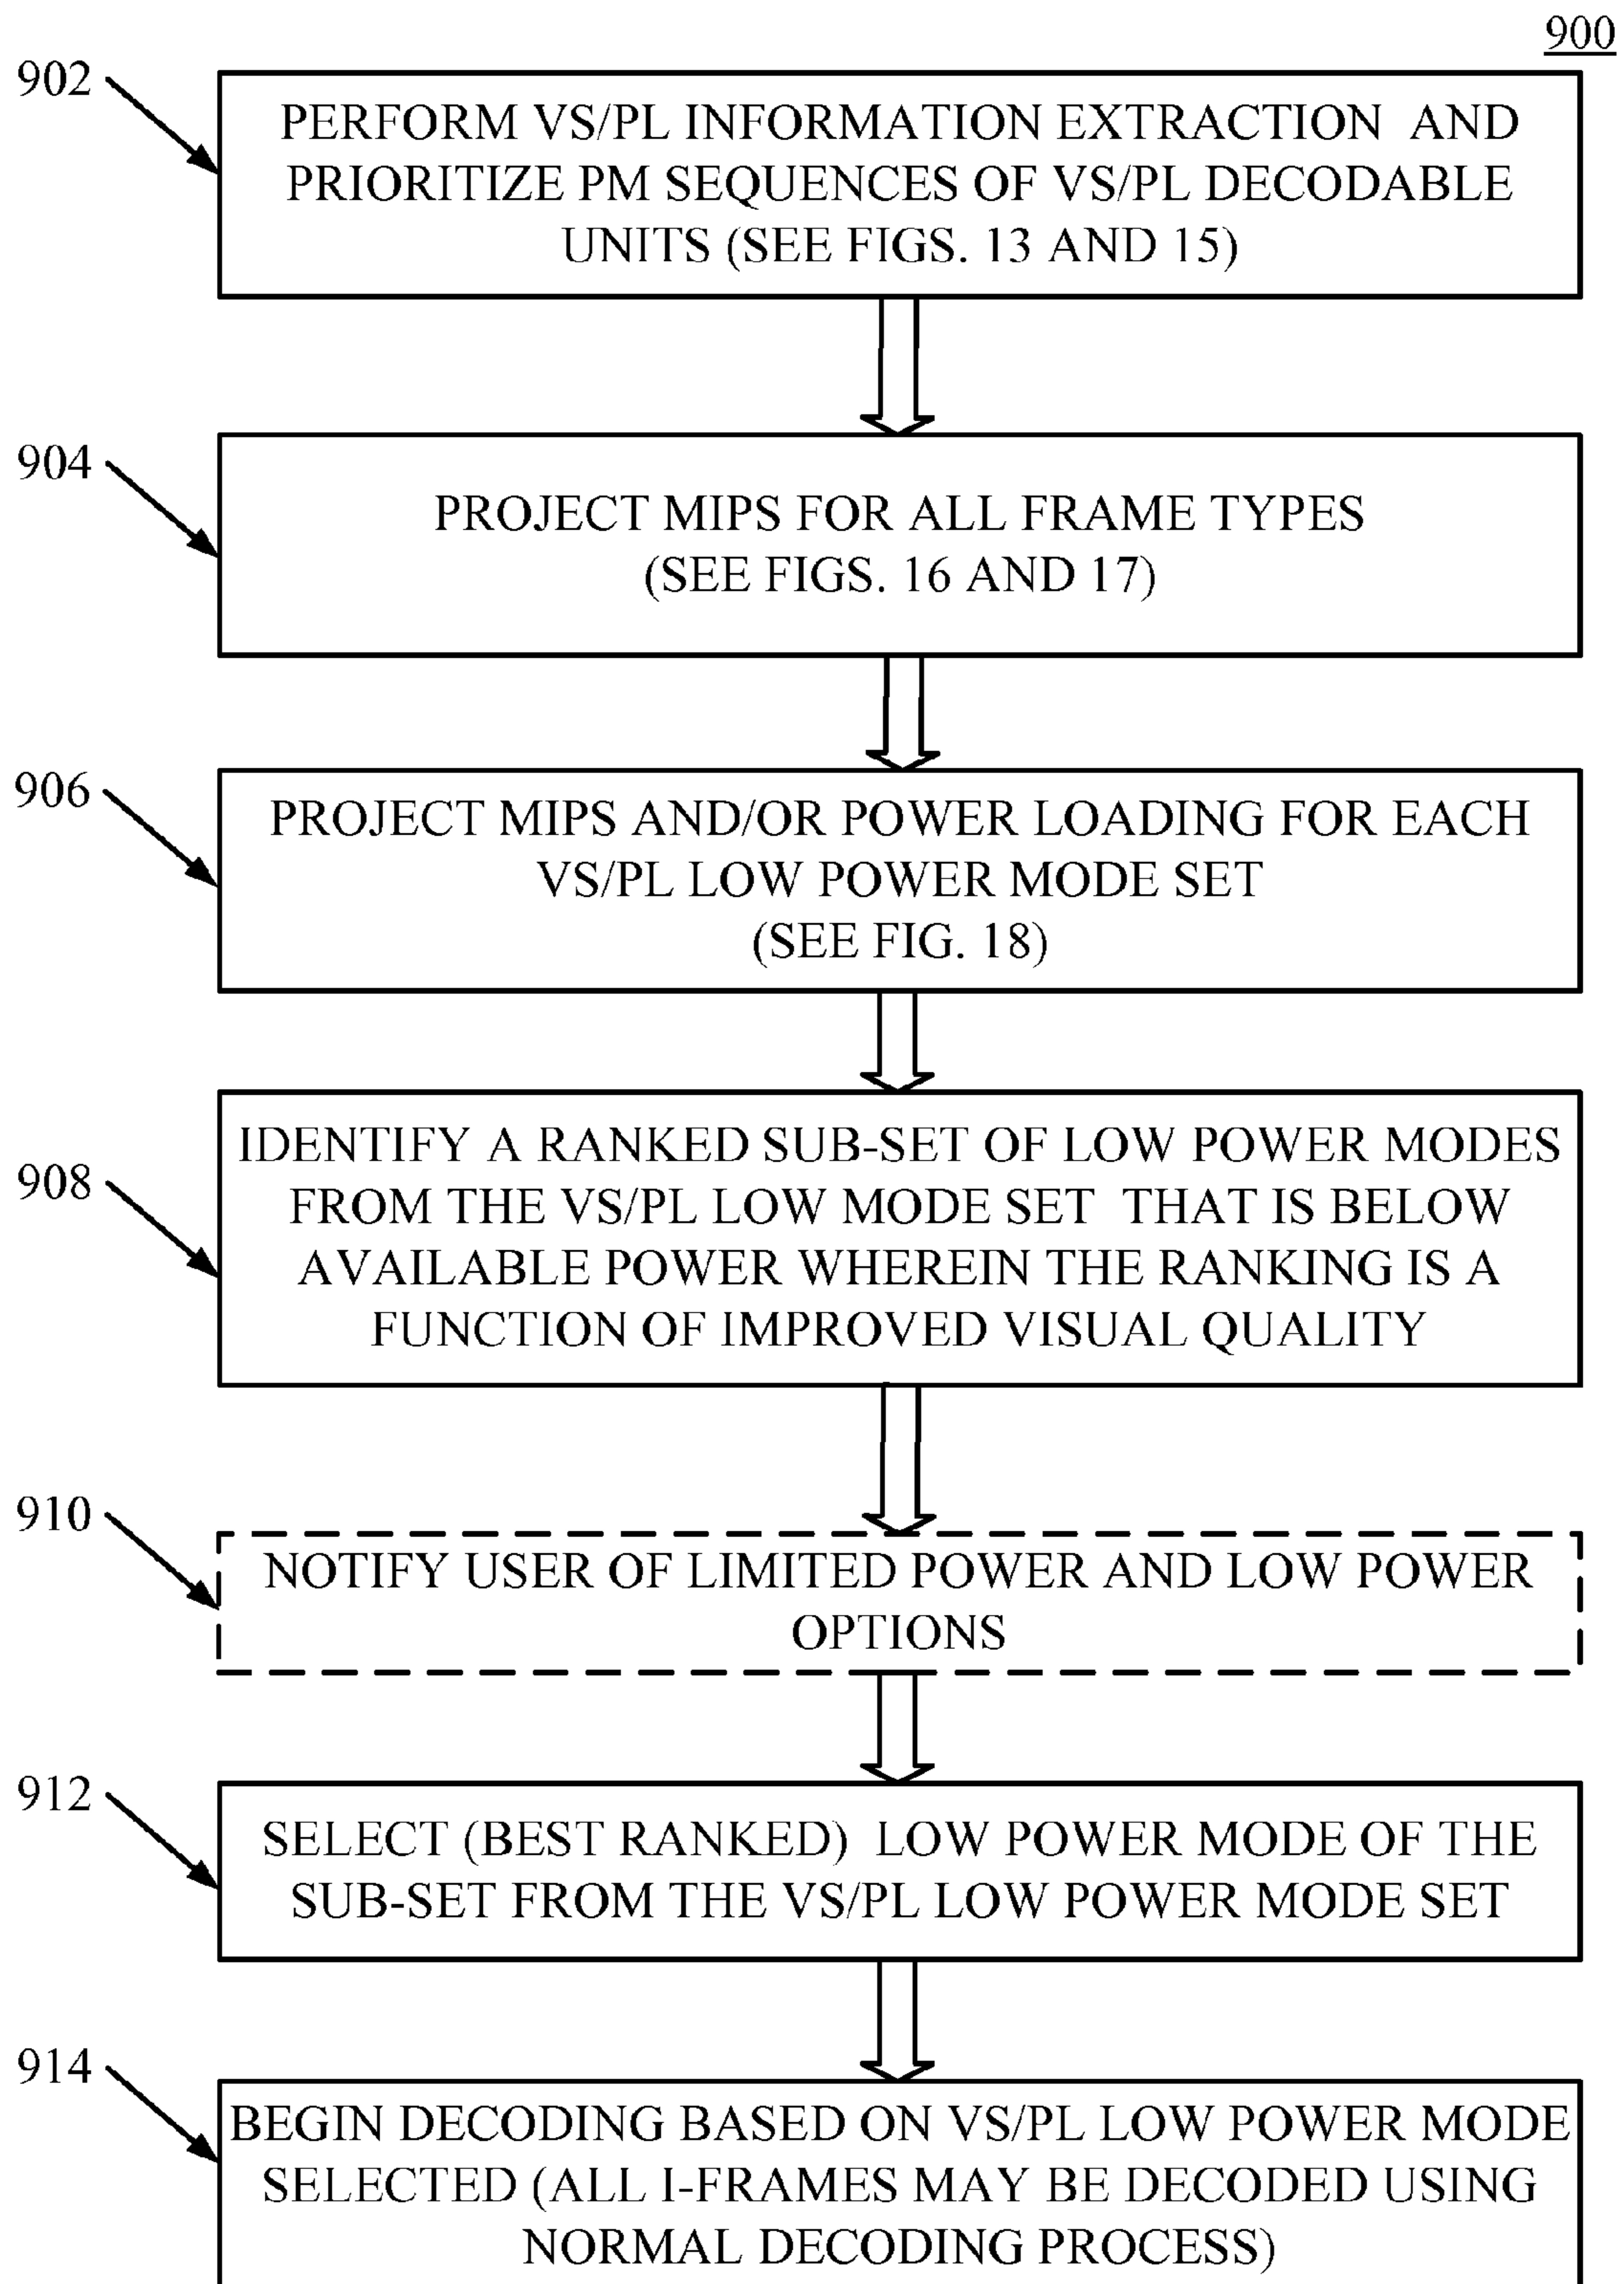 900
902
PERFORM VS/PL INFORMATION EXTRACTION AND
PRIORITIZE PM SEQUENCES OF VS/PL DECODABLE
UNITS (SEE FIGS. 13 AND 15)
904
PROJECT MIPS FOR ALL FRAME TYPES
(SEE FIGS. 16 AND 17)
906
PROJECT MIPS AND/OR POWER LOADING FOR EACH
VS/PL LOW POWER MODE SET
(SEE FIG. 18)
908
IDENTIFY A RANKED SUB-SET OF LOW POWER MODES
FROM THE VS/PL LOW MODE SET THAT IS BELOW
AVAILABLE POWER WHEREIN THE RANKING IS A
FUNCTION OF IMPROVED VISUAL QUALITY
910
NOTIFY USER OF LIMITED POWER AND LOW POWER
OPTIONS
912
SELECT (BEST RANKED) LOW POWER MODE OF THE
SUB-SET FROM THE VS/PL LOW POWER MODE SET
914
BEGIN DECODING BASED ON VS/PL LOW POWER MODE
SELECTED (ALL I-FRAMES MAY BE DECODED USING
NORMAL DECODING PROCESS)